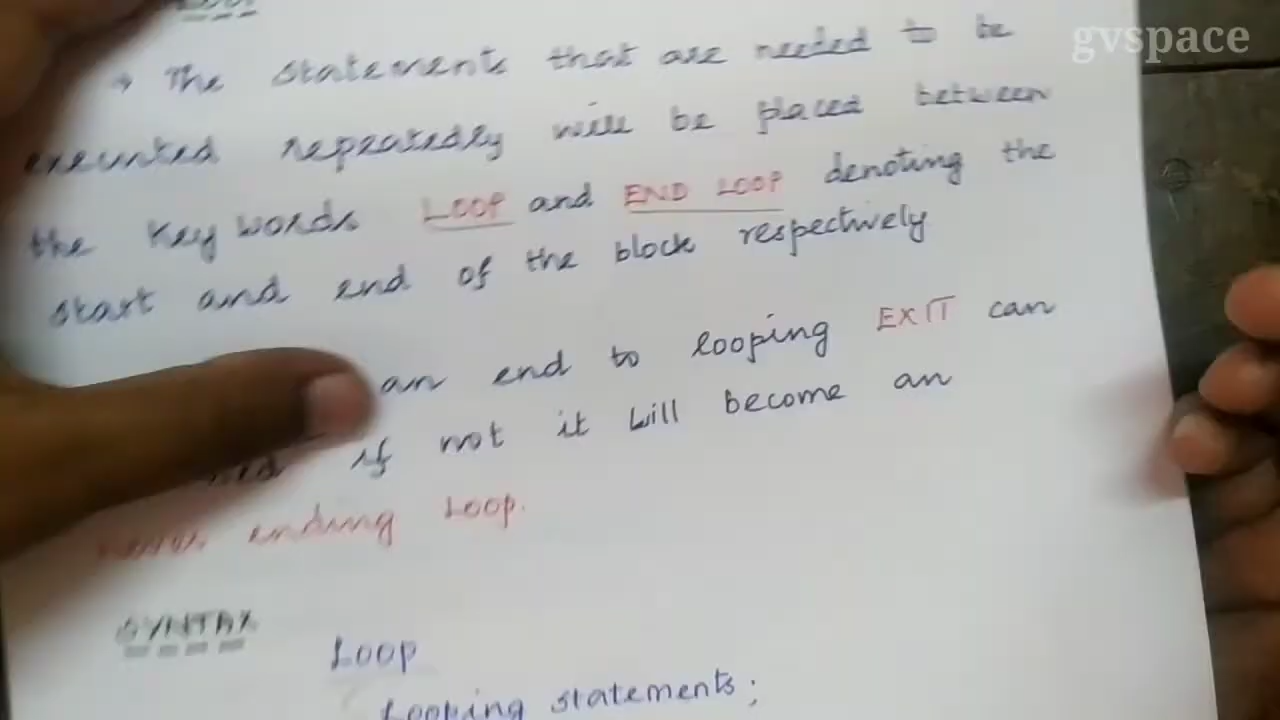 gvspace
→ The statements that are needed to be
executed repeatedly will be placed between
the Key words LOOP and END LOOP denoting the
start and end of the block respectively
an end to looping EXIT can
if not it will become an
never ending Loop.
SYNTAX
Loop
Looping statements;